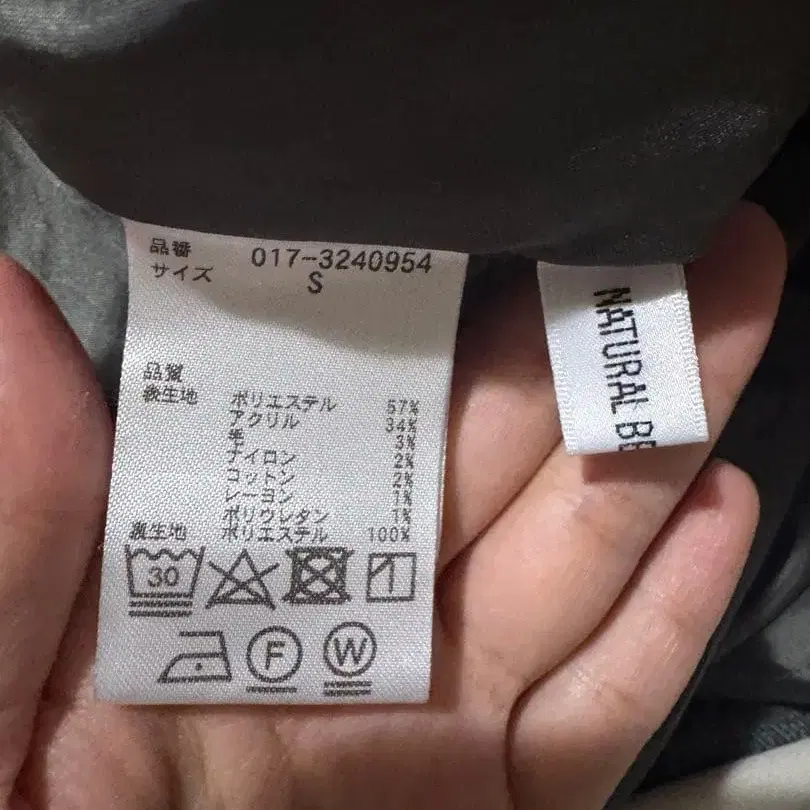 品番 017-3240954
サイズ S
品質
表生地 ポリエステル 57%
アクリル 34%
毛 3%
ナイロン 2%
コットン 2%
レーヨン 1%
ポリウレタン 1%
裏生地 ポリエステル 100%
30
F W
NATURAL BE